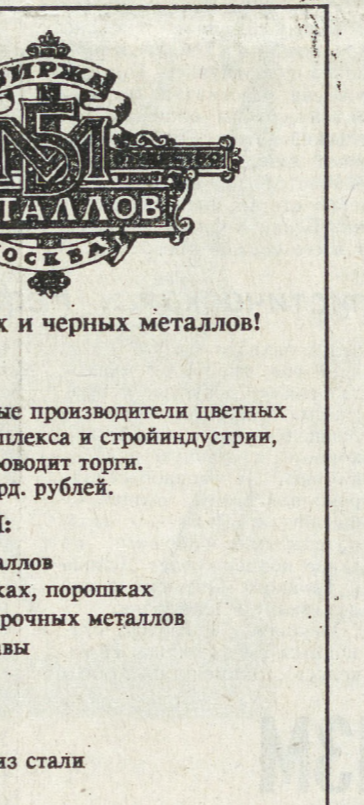 БИРЖА
МБ
ТАЛЛОВ
МОСКВА
х и черных металлов!
ые производители цветных
плекса и стройиндустрии,
оводит торги.
рд. рублей.
I:
аллов
ках, порошках
рочных металлов
авы
из стали